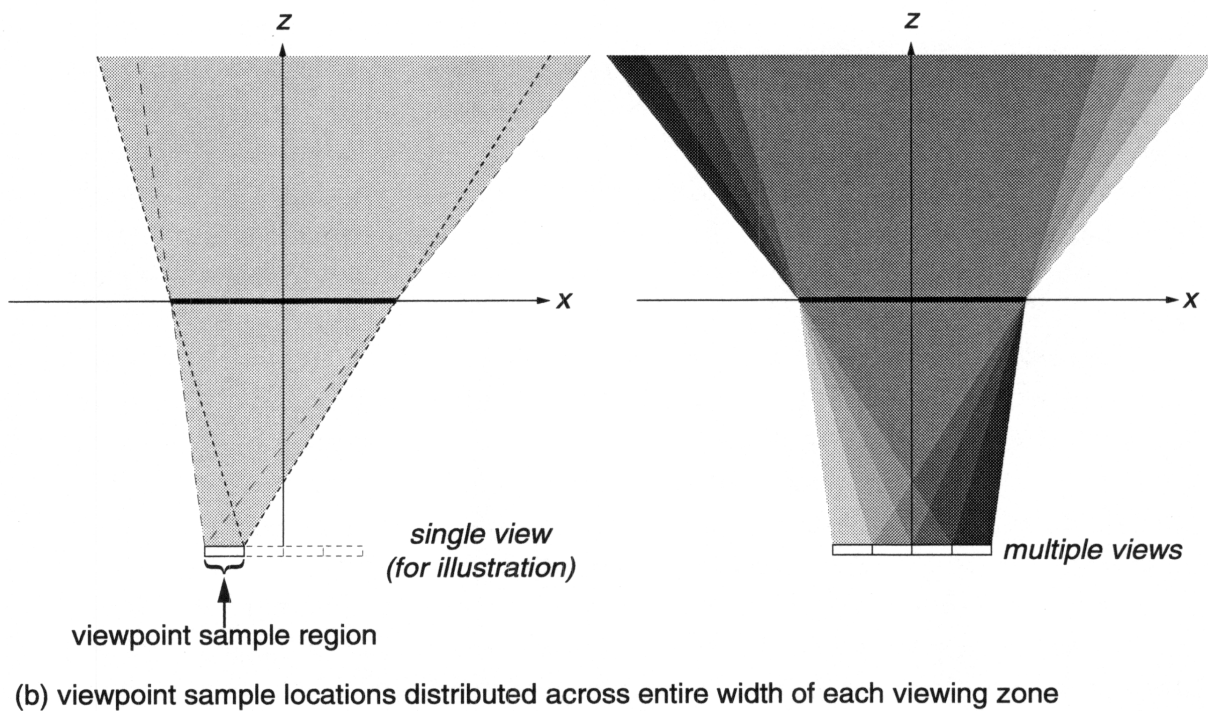 z
z
x
x
single view
(for illustration)
multiple views
viewpoint sample region
(b) viewpoint sample locations distributed across entire width of each viewing zone